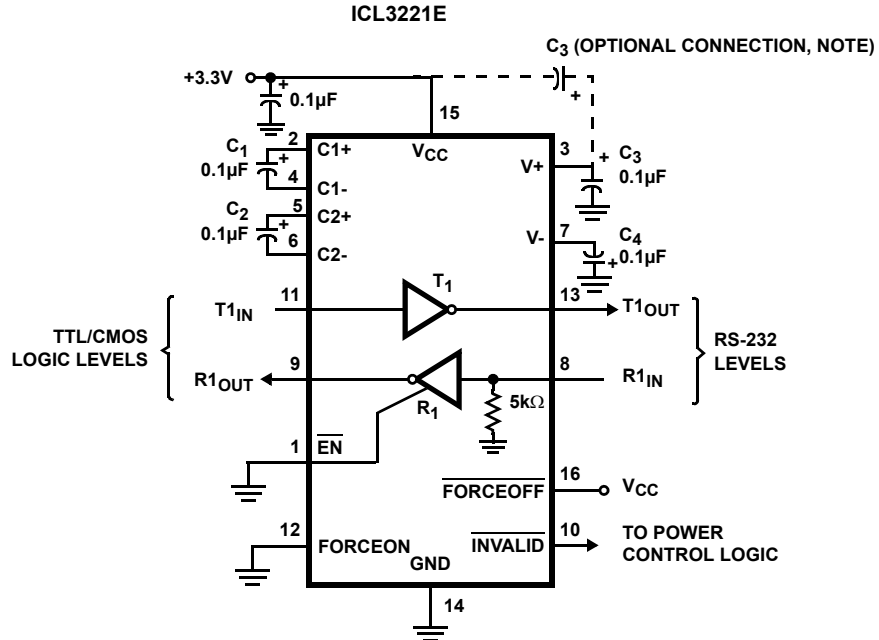 ICL3221E
C3 (OPTIONAL CONNECTION, NOTE)
+3.3V
+
0.1µF
+
15
2
C1+
VCC
3
V+
+
C3
0.1µF
C1
0.1µF
+
4
C1-
5
C2+
C2
0.1µF
+
6
C2-
7
V-
C4
0.1µF
+
T1
11
T1IN
13
T1OUT
TTL/CMOS
LOGIC LEVELS
RS-232
LEVELS
9
R1OUT
8
R1IN
R1
5kΩ
1
EN
16
FORCEOFF
VCC
12
FORCEON
10
INVALID
TO POWER
CONTROL LOGIC
GND
14